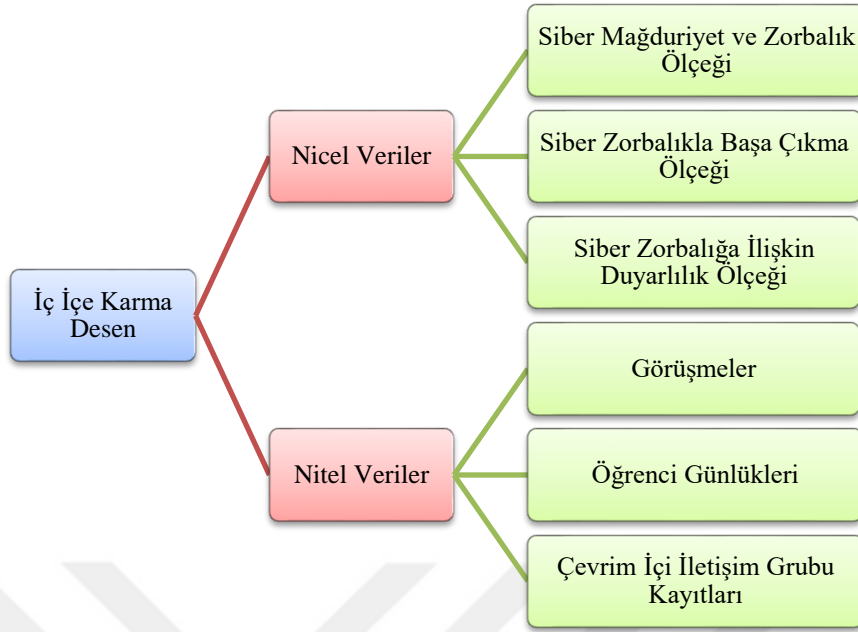 Siber Mağduriyet ve Zorbalık
Ölçeği
Nicel Veriler
Siber Zorbalıkla Başa Çıkma
Ölçeği
Siber Zorbalığa İlişkin
Duyarlılık Ölçeği
İç İçe Karma
Desen
Görüşmeler
Nitel Veriler
Öğrenci Günlükleri
Çevrim İçi İletişim Grubu
Kayıtları